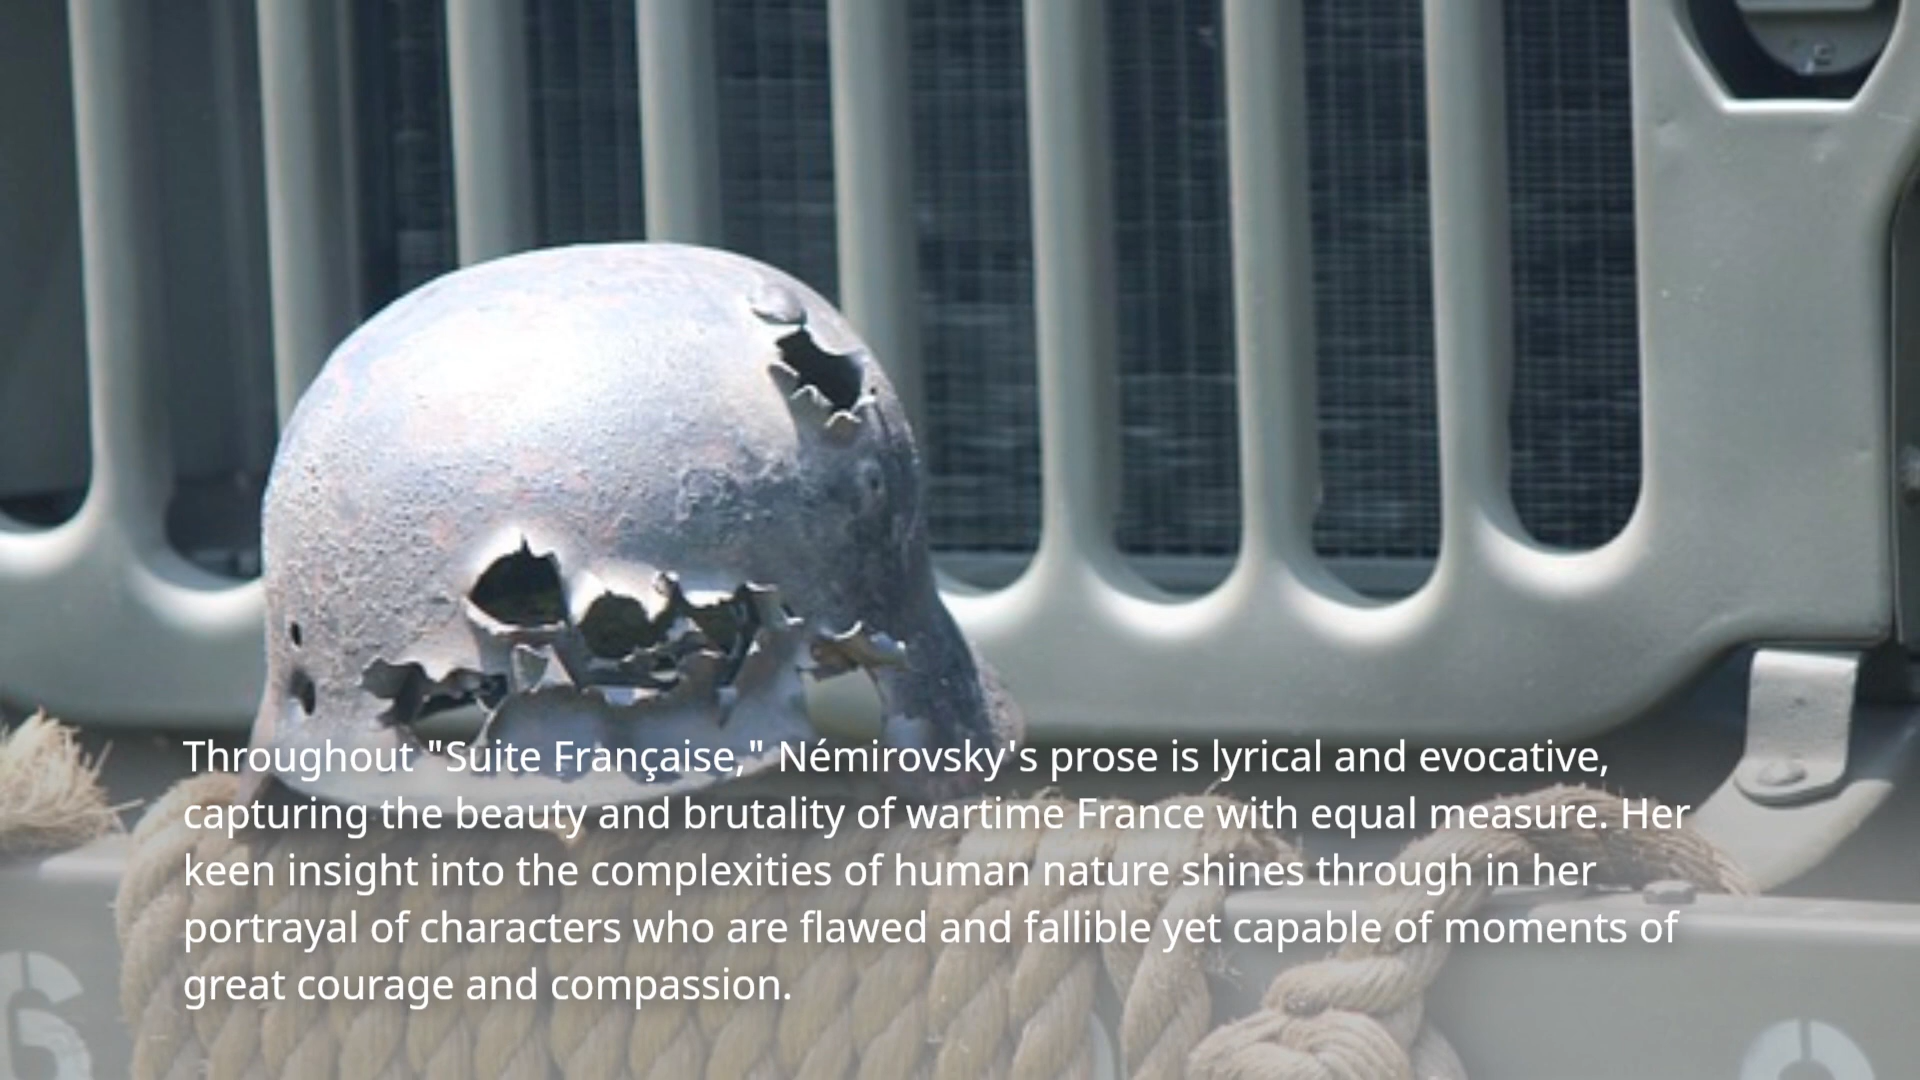 Throughout "Suite Française," Némirovsky's prose is lyrical and evocative,
capturing the beauty and brutality of wartime France with equal measure. Her
keen insight into the complexities of human nature shines through in her
portrayal of characters who are flawed and fallible yet capable of moments of
great courage and compassion.
6